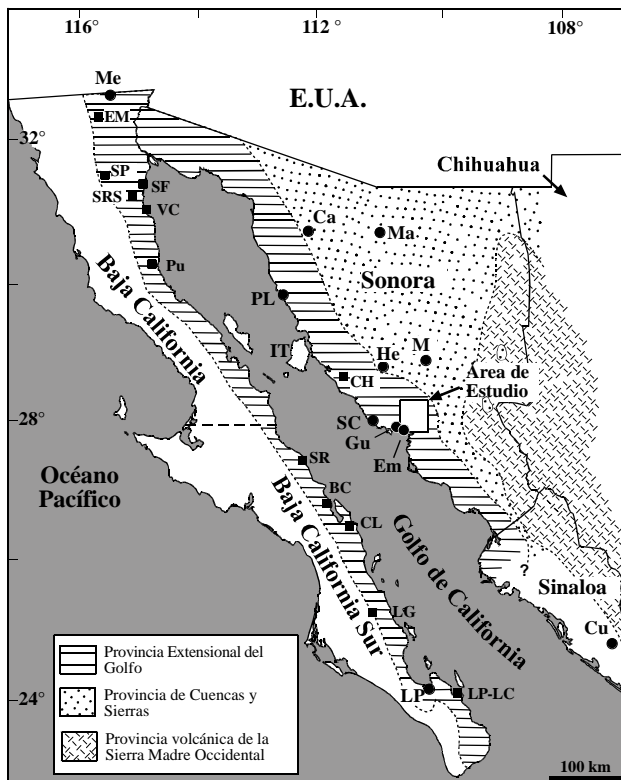 116° 112° 108°
Me
E.U.A.
EM
32°
Chihuahua
SP
SF
SRS
VC
Ca
Ma
Sonora
Pu
PL
Baja California
IT
He
M
CH
Área de
Estudio
28°
SC
Gu
Em
SR
Océano
Pacífico
BC
CL
Baja California Sur
Golfo de California
?
?
Sinaloa
LG
Cu
Provincia Extensional del
Golfo
Provincia de Cuencas y
Sierras
Provincia volcánica de la
Sierra Madre Occidental
24°
LP
LP-LC
100 km